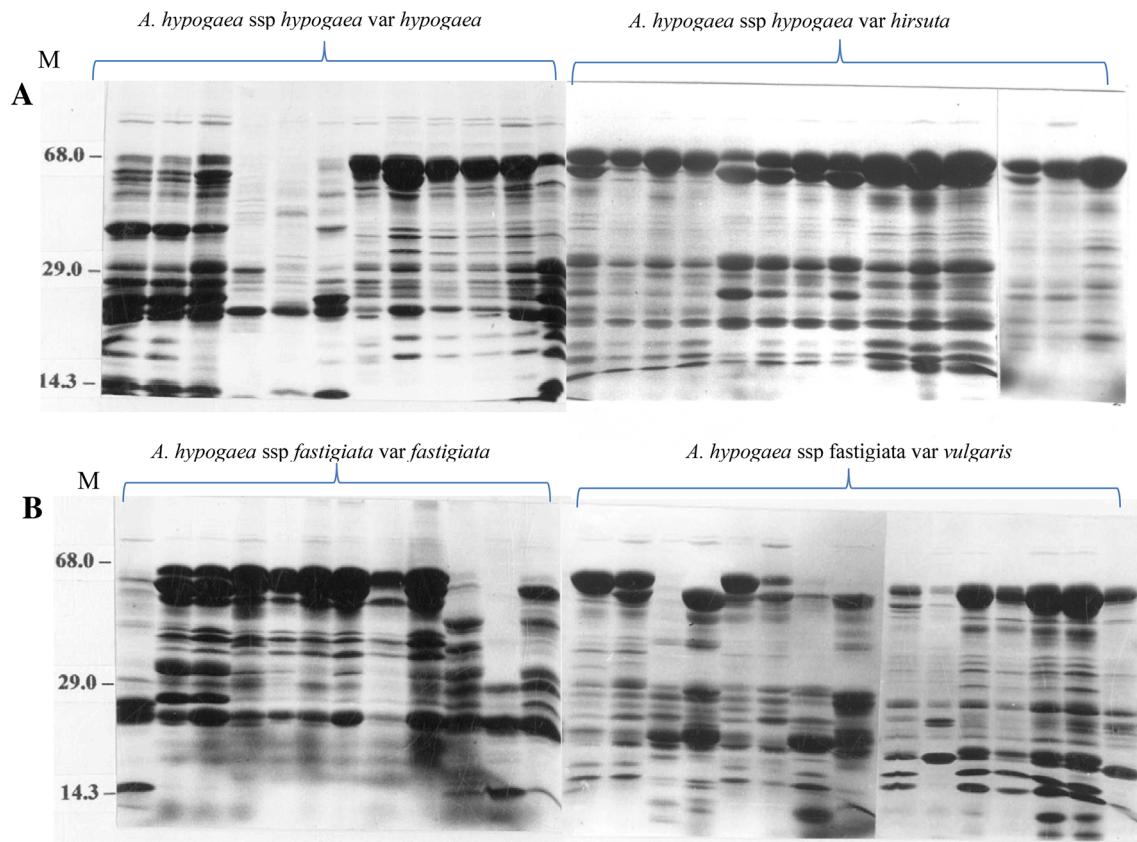 A. hypogaea ssp hypogaea var hypogaea
A. hypogaea ssp hypogaea var hirsuta
M
A
68.0
29.0
14.3
A. hypogaea ssp fastigiata var fastigiata
A. hypogaea ssp fastigiata var vulgaris
M
B
68.0
29.0
14.3